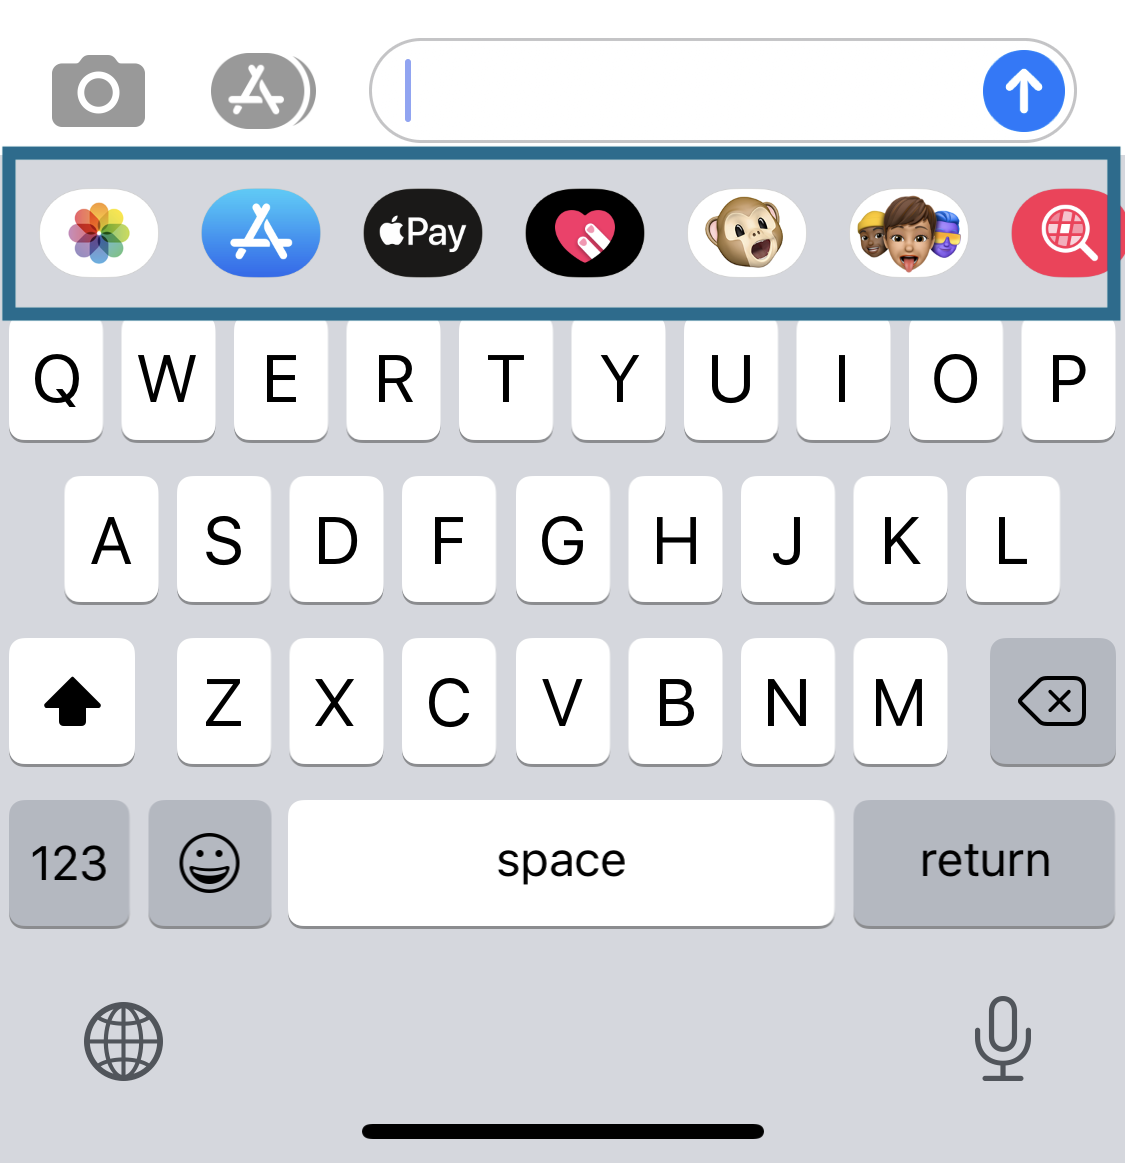 Pay
Q W E R T Y U I O P
A S D F G H J K L
Z X C V B N M
123 space return